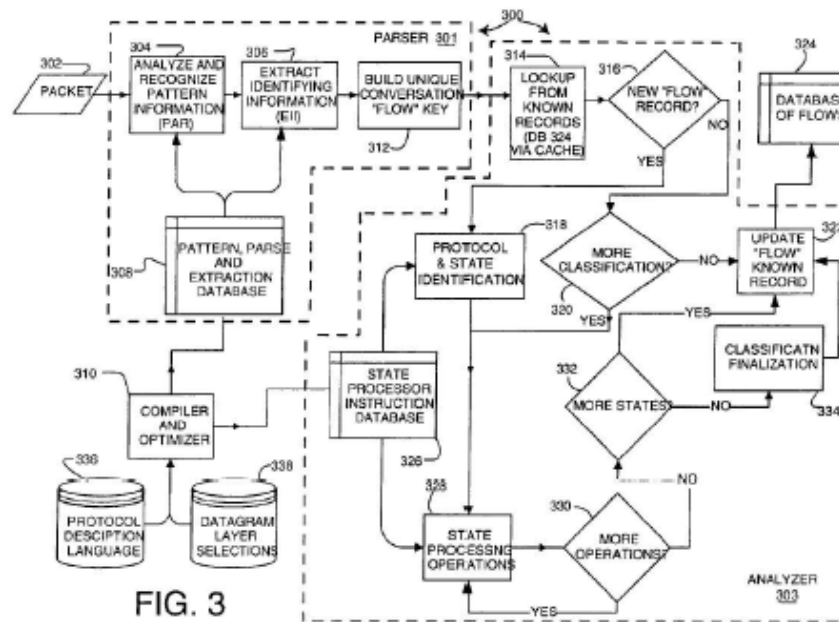 300
PARSER 301
302
PACKET
304
ANALYZE AND
RECOGNIZE
PATTERN
INFORMATION
(PAR)
306
EXTRACT
IDENTIFYING
INFORMATION
(EII)
BUILD UNIQUE
CONVERSATION
"FLOW" KEY
312
314
LOOKUP
FROM
KNOWN
RECORDS
(DB 324
VIA CACHE)
316
NEW "FLOW"
RECORD?
NO
YES
324
DATABASE
OF FLOWS
308
PATTERN, PARSE
AND
EXTRACTION
DATABASE
318
PROTOCOL
& STATE
IDENTIFICATION
MORE
CLASSIFICATION?
320
NO
YES
322
UPDATE
"FLOW"
KNOWN
RECORD
310
COMPILER
AND
OPTIMIZER
STATE
PROCESSOR
INSTRUCTION
DATABASE
326
YES
332
MORE STATES?
NO
CLASSIFICATN
FINALIZATION
334
336
PROTOCOL
DESCIPTION
LANGUAGE
338
DATAGRAM
LAYER
SELECTIONS
328
STATE
PROCESSNG
OPERATIONS
330
MORE
OPERATIONS?
NO
YES
ANALYZER
303
FIG. 3